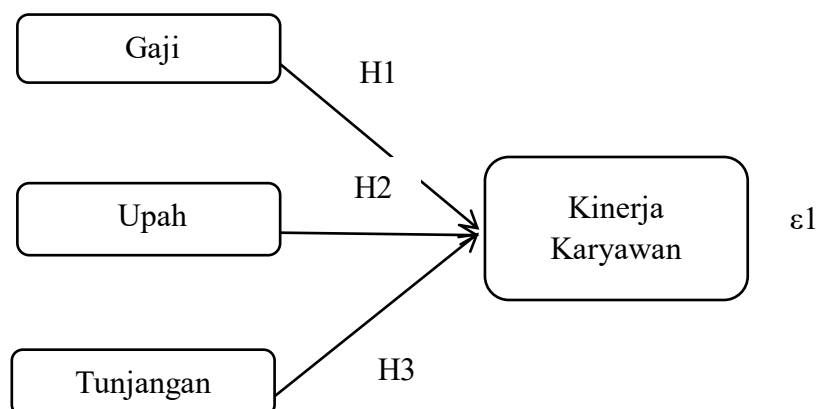 Gaji
H1
H2
Upah
Kinerja
Karyawan
ε1
H3
Tunjangan